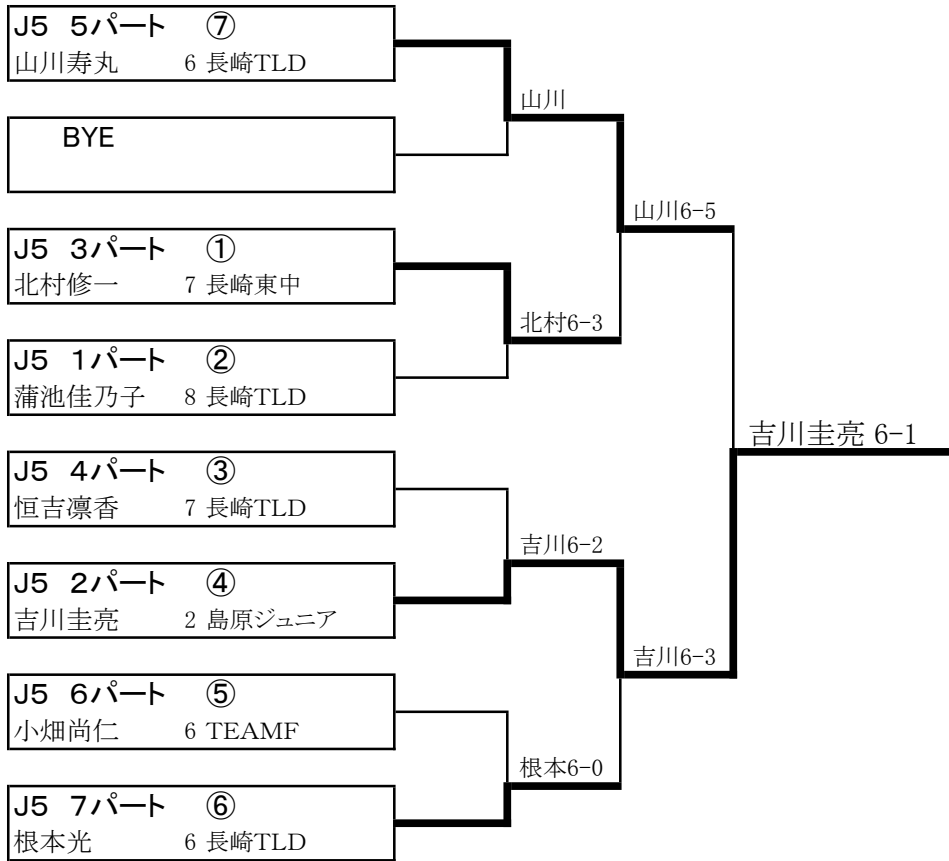 J5 5パート ⑦
山川寿丸 6 長崎TLD
山川
BYE
山川6-5
J5 3パート ①
北村修一 7 長崎東中
北村6-3
J5 1パート ②
蒲池佳乃子 8 長崎TLD
吉川圭亮 6-1
J5 4パート ③
恒吉凛香 7 長崎TLD
吉川6-2
J5 2パート ④
吉川圭亮 2 島原ジュニア
吉川6-3
J5 6パート ⑤
小畑尚仁 6 TEAMF
根本6-0
J5 7パート ⑥
根本光 6 長崎TLD